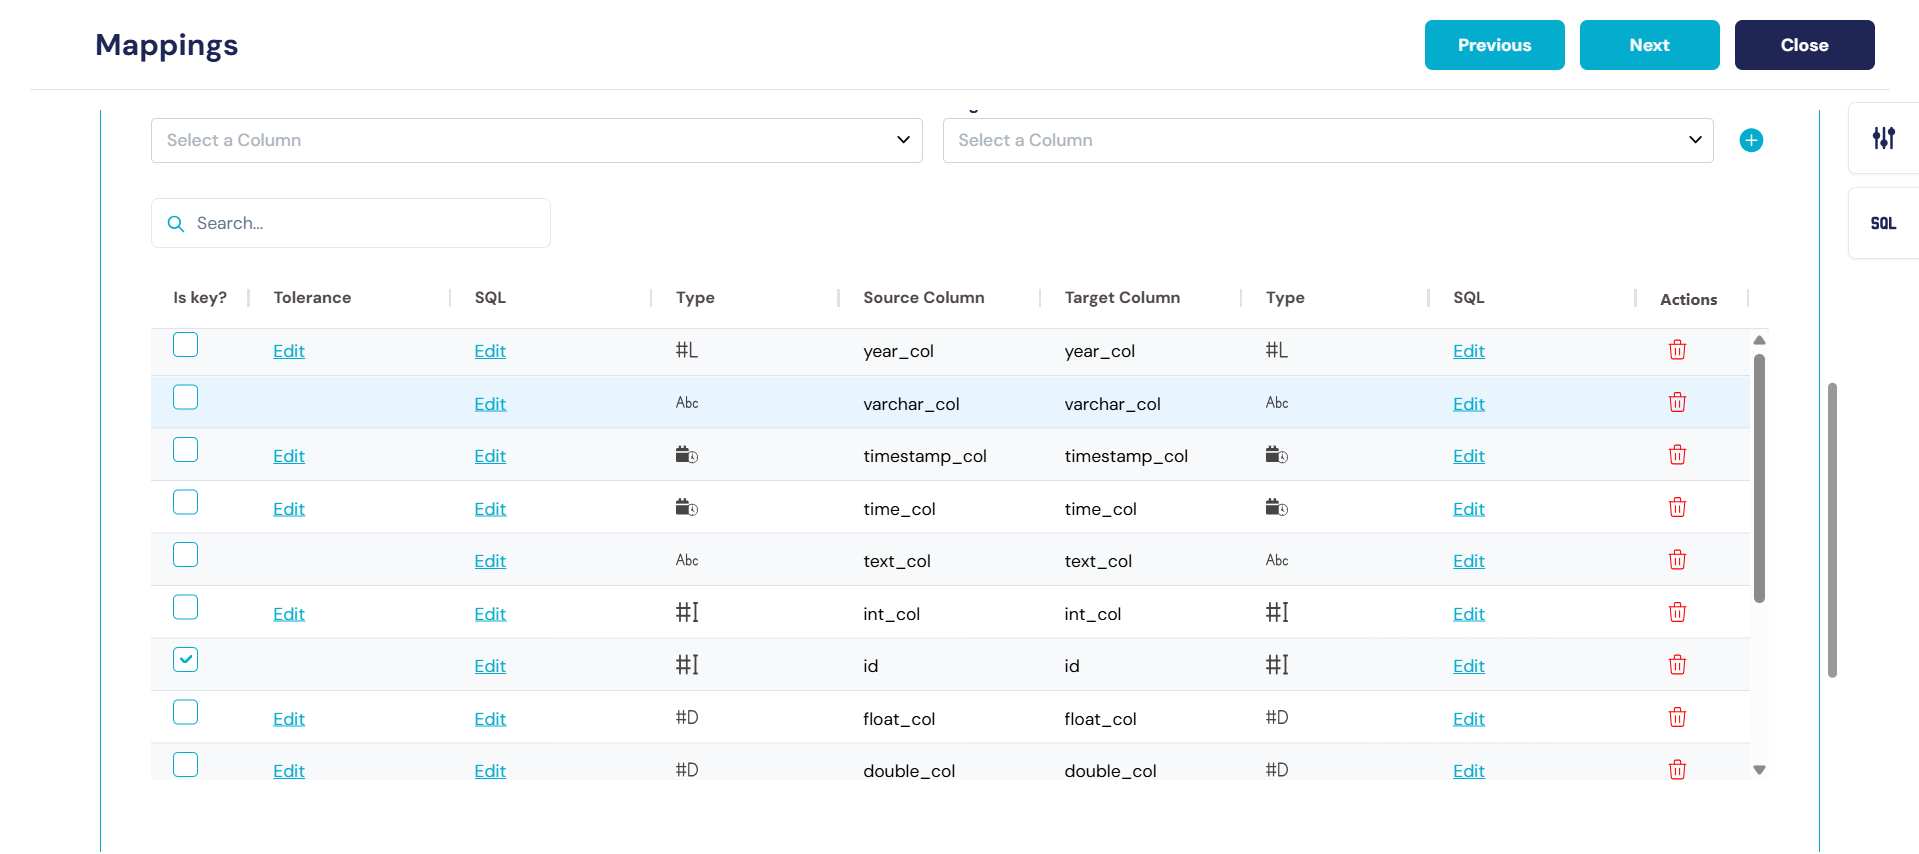 Mappings
Previous Next Close
Select a Column Select a Column
SQL
Search...
Is key? Tolerance SQL Type Source Column Target Column Type SQL Actions
Edit Edit #L year_col year_col #L Edit
Edit Abc varchar_col varchar_col Abc Edit
Edit Edit timestamp_col timestamp_col Edit
Edit Edit time_col time_col Edit
Edit Abc text_col text_col Abc Edit
Edit Edit #I int_col int_col #I Edit
Edit #I id id #I Edit
Edit Edit #D float_col float_col #D Edit
Edit Edit #D double_col double_col #D Edit